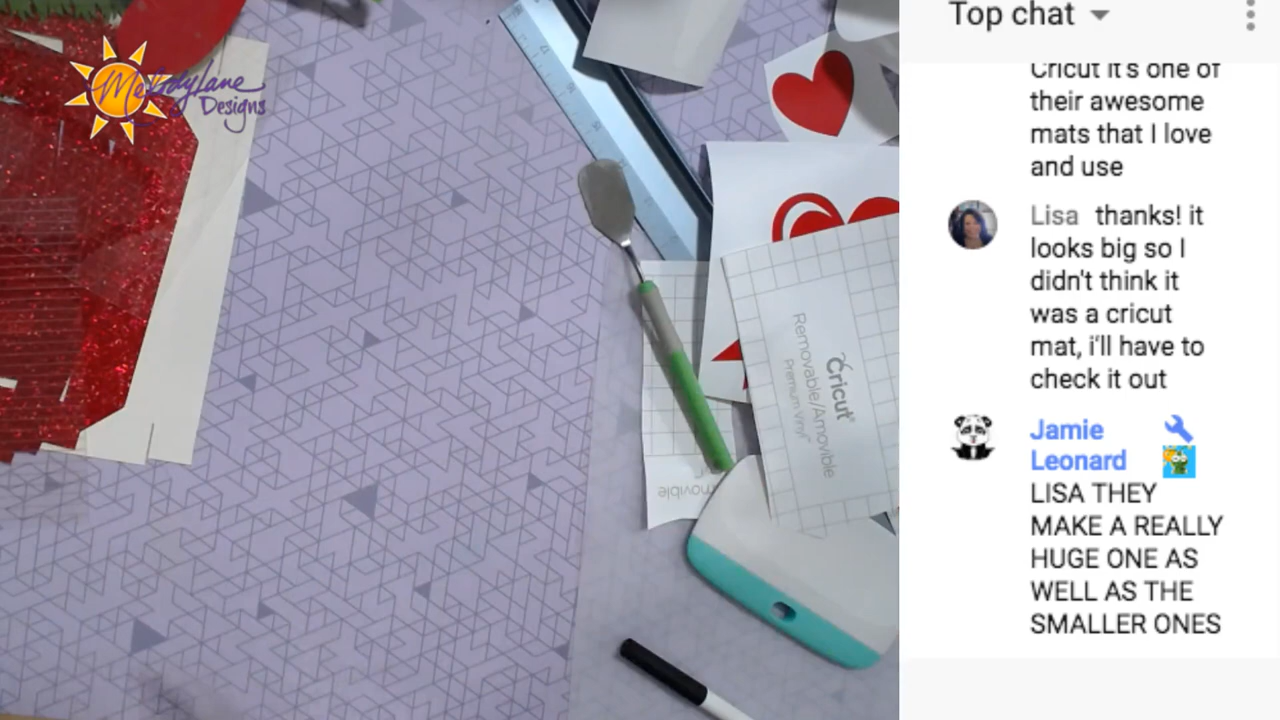 MelodyLane
Designs
Cricut
Removable/Amovible
Premium Vinyl
Top chat
Cricut it's one of
their awesome
mats that I love
and use
Lisa thanks! it
looks big so I
didn't think it
was a cricut
mat, i'll have to
check it out
Jamie
Leonard
LISA THEY
MAKE A REALLY
HUGE ONE AS
WELL AS THE
SMALLER ONES